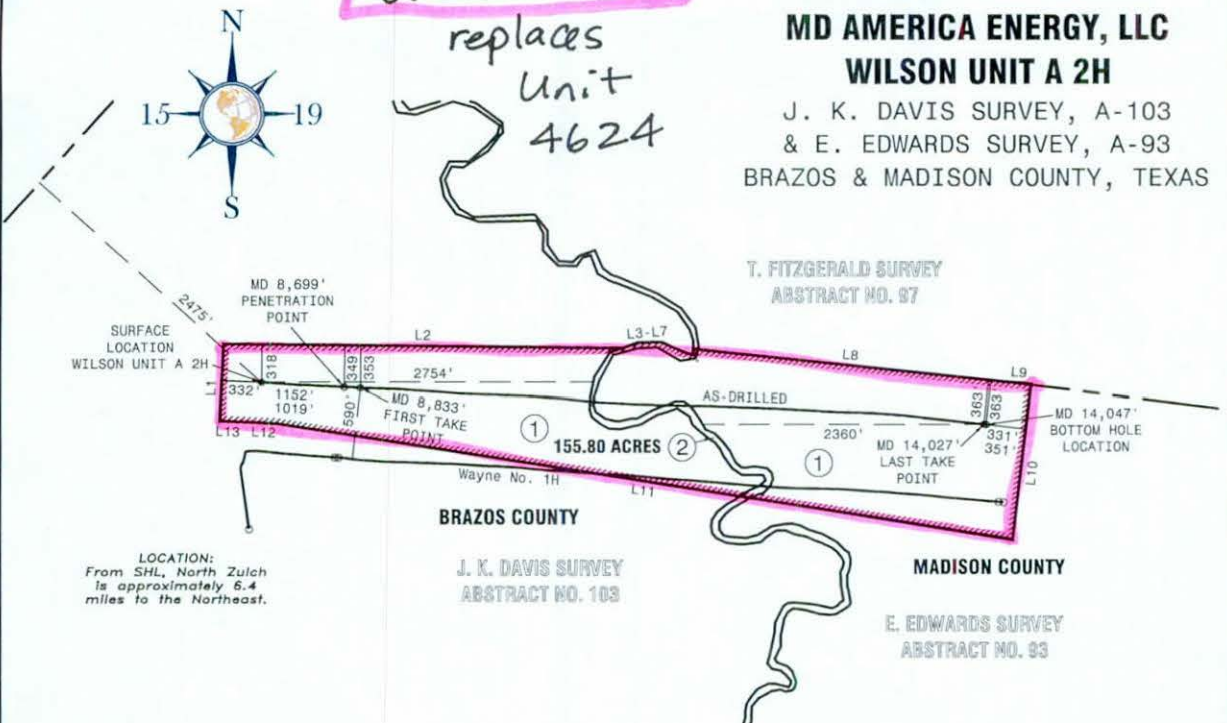 replaces
Unit
4624
MD AMERICA ENERGY, LLC
WILSON UNIT A 2H
J. K. DAVIS SURVEY, A-103
& E. EDWARDS SURVEY, A-93
BRAZOS & MADISON COUNTY, TEXAS
N
15
19
S
T. FITZGERALD SURVEY
ABSTRACT NO. 97
2475'
MD 8,699'
PENETRATION
POINT
SURFACE
LOCATION
WILSON UNIT A 2H
L2
L3-L7
L8
L9
L1
318'
349'
353'
2754'
332'
1152'
1019'
590'
MD 8,833'
FIRST TAKE
POINT
AS-DRILLED
363'
363'
MD 14,047'
BOTTOM HOLE
LOCATION
331'
351'
2360'
MD 14,027'
LAST TAKE
POINT
L13
L12
1
155.80 ACRES
2
1
L10
Wayne No. 1H
L11
BRAZOS COUNTY
MADISON COUNTY
LOCATION:
From SHL, North Zulch
is approximately 6.4
miles to the Northeast.
J. K. DAVIS SURVEY
ABSTRACT NO. 103
E. EDWARDS SURVEY
ABSTRACT NO. 93